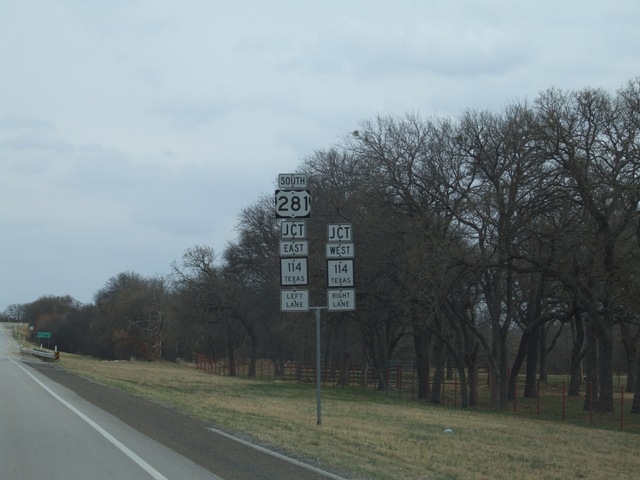 SOUTH
281
JCT
EAST
114
TEXAS
LEFT
LANE
JCT
WEST
114
TEXAS
RIGHT
LANE